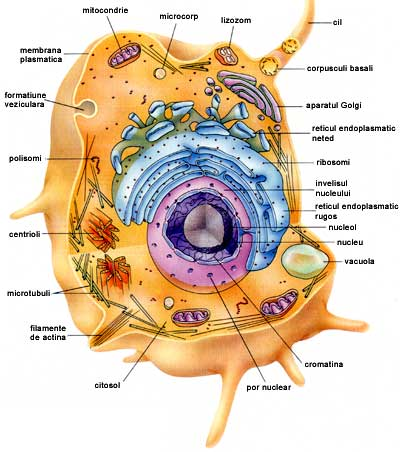 mitocondrie
microcorp
lizozom
cil
membrana
plasmatica
corpusculi basali
formatiune
veziculara
aparatul Golgi
reticul endoplasmatic
neted
polisomi
ribosomi
invelisul
nucleului
reticul endoplasmatic
rugos
nucleol
centrioli
nucleu
vacuola
microtubuli
filamente
de actina
cromatina
citosol
por nuclear